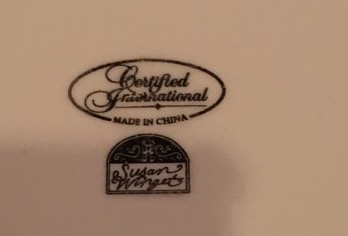 Certified
International
MADE IN CHINA
Susan
Winget